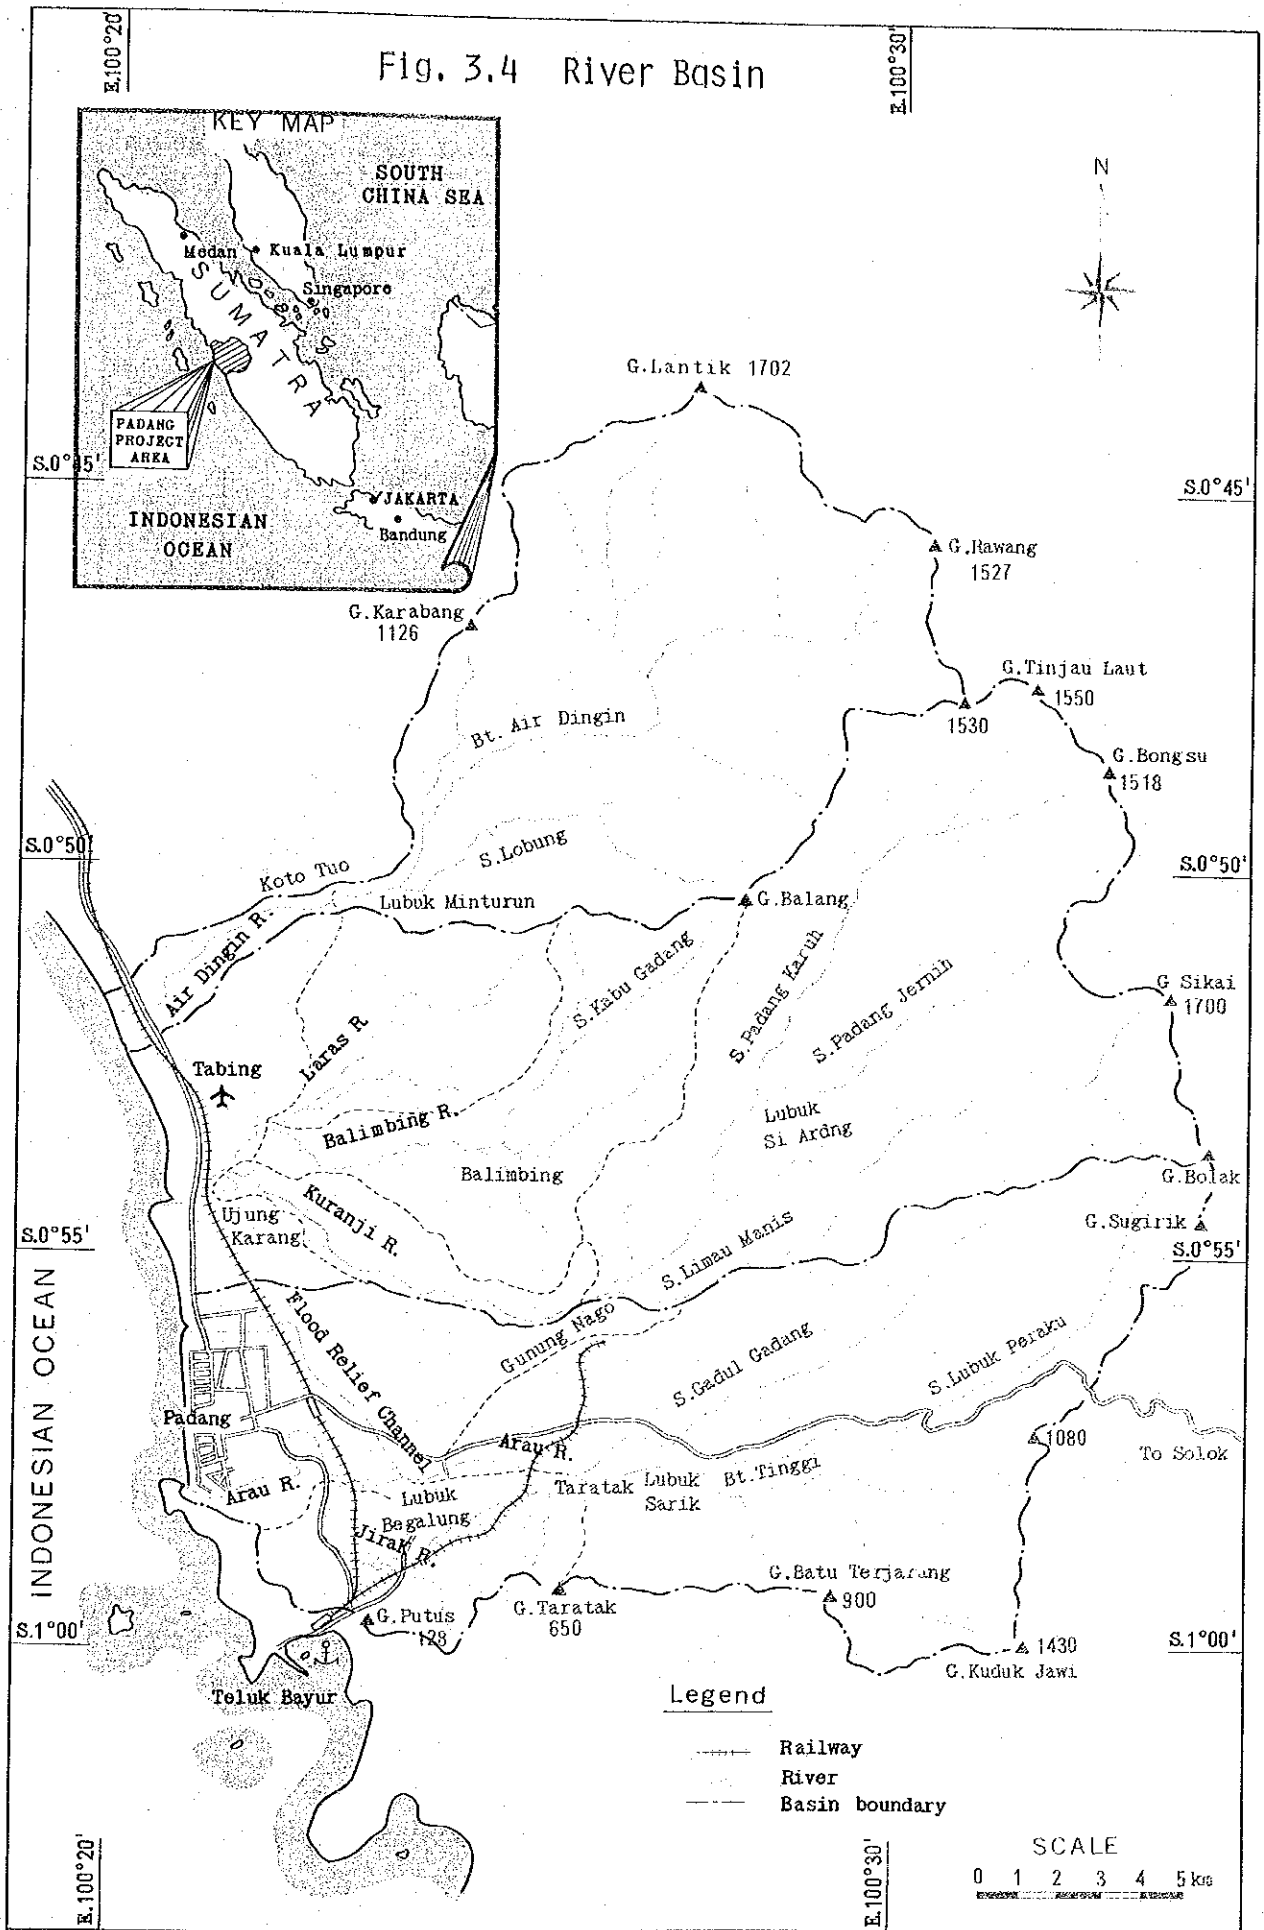 E.100°20'
E.100°30'
Fig. 3.4 River Basin
KEY MAP
SOUTH
CHINA SEA
Medan
Kuala Lumpur
Singapore
SUMATRA
PADANG
PROJECT
AREA
JAKARTA
Bandung
INDONESIAN
OCEAN
N
G.Lantik 1702
S.0°45'
S.0°45'
G.Rawang
1527
G.Karabang
1126
G.Tinjau Laut
1550
1530
Bt. Air Dingin
G.Bongsu
1518
S.0°50'
S.0°50'
S.Lobung
Koto Tuo
Lubuk Minturun
G.Balang
Air Dingin R.
S.Kabu Gadang
S.Padang Karuh
S.Padang Jernih
G Sikai
1700
Laras R
Tabing
Balimbing R.
Lubuk
Si Ardng
Balimbing
G.Bolak
Kuranji R.
Ujung
Karang
G.Sugirik
S.0°55'
S.0°55'
S.Limau Manis
INDONESIAN OCEAN
Flood Relief Channel
Gunung Nago
S.Gadul Gadang
S.Lubuk Peraku
Padang
Arau R.
1080
To Solok
Arau R.
Lubuk
Begalung
Taratak
Lubuk
Sarik
Bt.Tinggi
Jirak R.
G.Batu Terjarang
900
G.Taratak
650
G.Putus
123
S.1°00'
S.1°00'
1430
G.Kuduk Jawi
Teluk Bayur
Legend
Railway
River
Basin boundary
SCALE
0 1 2 3 4 5 km
E.100°20'
E.100°30'